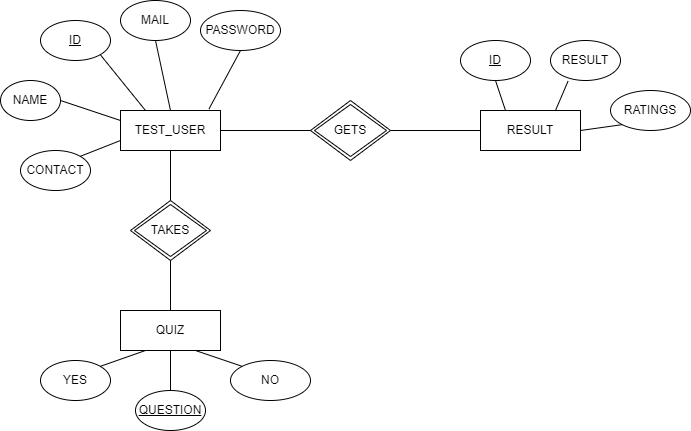 MAIL
PASSWORD
ID
ID
RESULT
NAME
RATINGS
TEST_USER
GETS
RESULT
CONTACT
TAKES
QUIZ
YES
NO
QUESTION